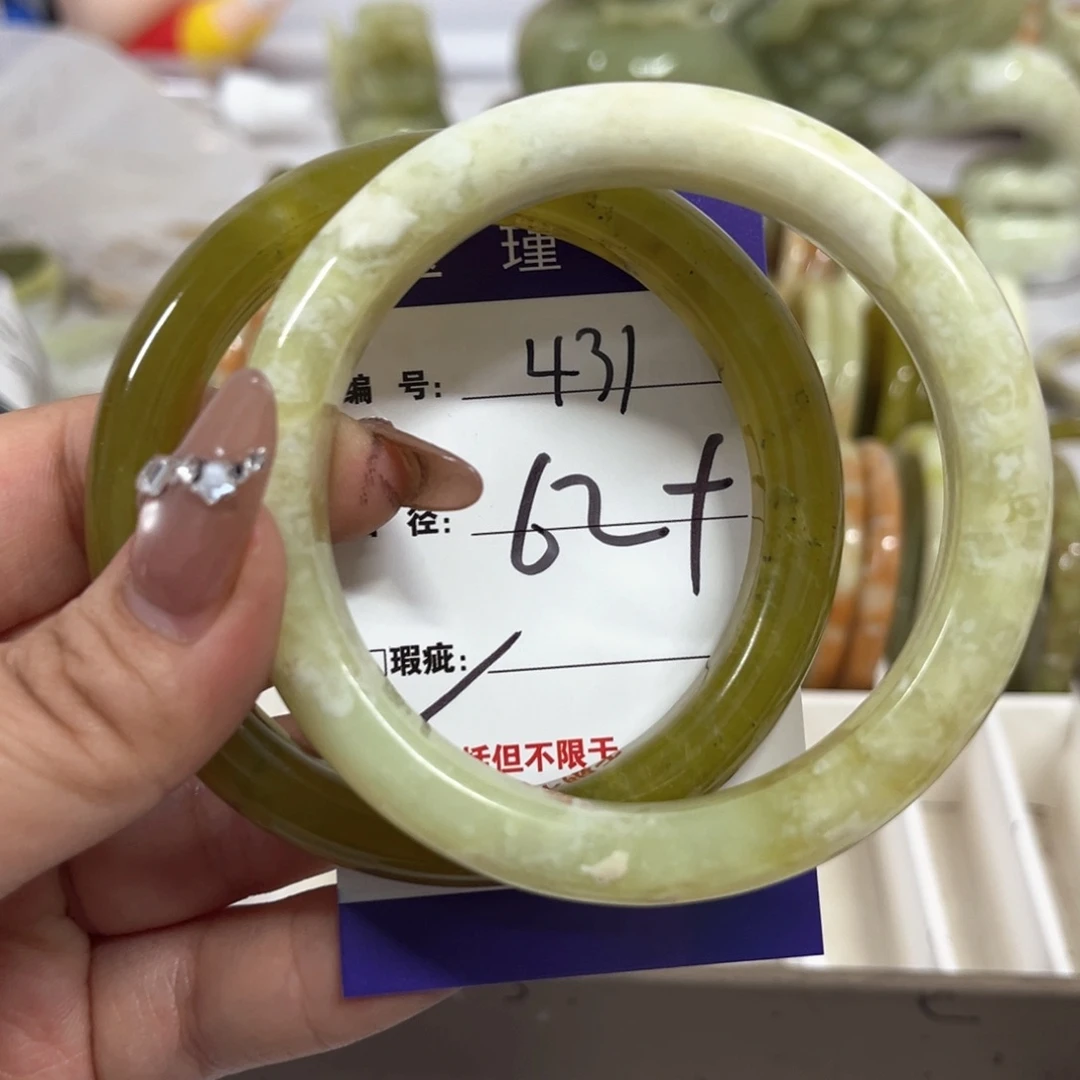 瑾
编 号: 431
径: 62+
瑕疵:
括但不限于